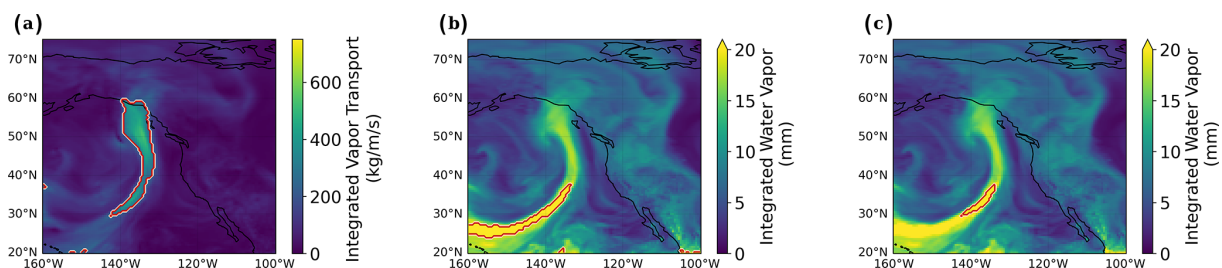 (a)
70°N
60°N
50°N
40°N
30°N
20°N
160°W
140°W
120°W
100°W
600
400
200
0
Integrated Vapor Transport
(kg/m/s)
(b)
70°N
60°N
50°N
40°N
30°N
20°N
160°W
140°W
120°W
100°W
20
15
10
5
0
Integrated Water Vapor
(mm)
(c)
70°N
60°N
50°N
40°N
30°N
20°N
160°W
140°W
120°W
100°W
20
15
10
5
0
Integrated Water Vapor
(mm)